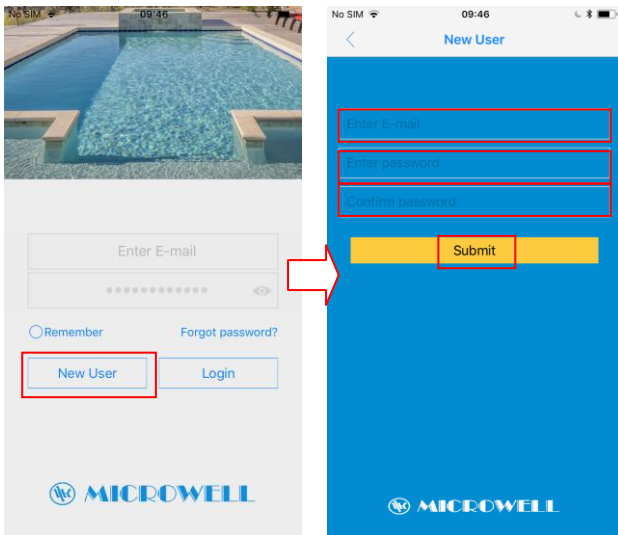 No SIM 09:46
Enter E-mail
Remember Forgot password?
New User Login
MICROWELL
No SIM 09:46
New User
Enter E-mail
Enter password
Confirm password
Submit
MICROWELL